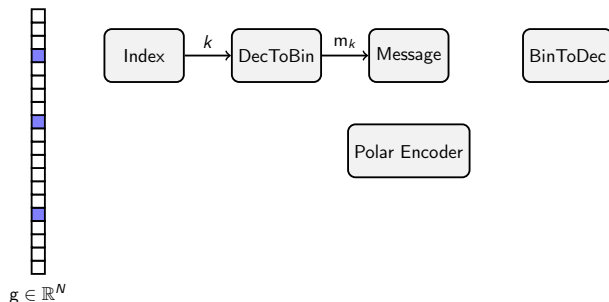 Index
k
DecToBin
m_k
Message
BinToDec
Polar Encoder
g ∈ ℝ^N